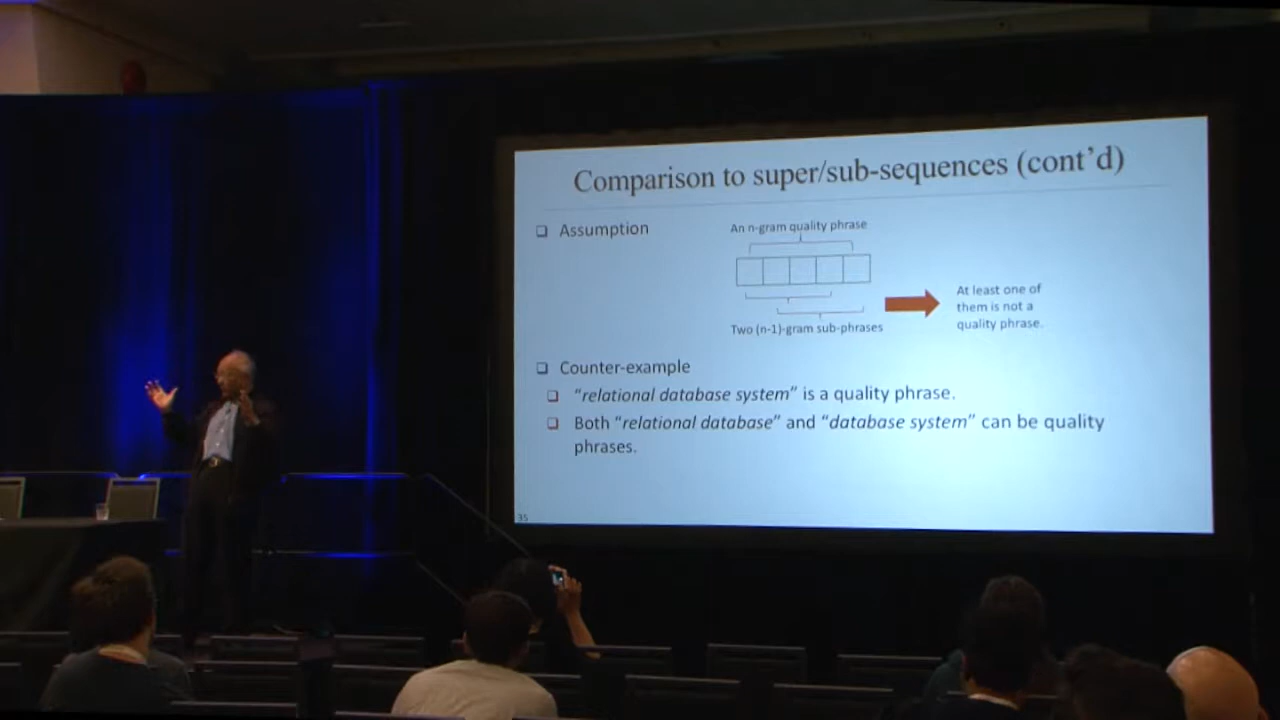 Comparison to super/sub-sequences (cont'd)
Assumption
An n-gram quality phrase
At least one of
them is not a
quality phrase.
Two (n-1)-gram sub-phrases
Counter-example
"relational database system" is a quality phrase.
Both "relational database" and "database system" can be quality
phrases.
35